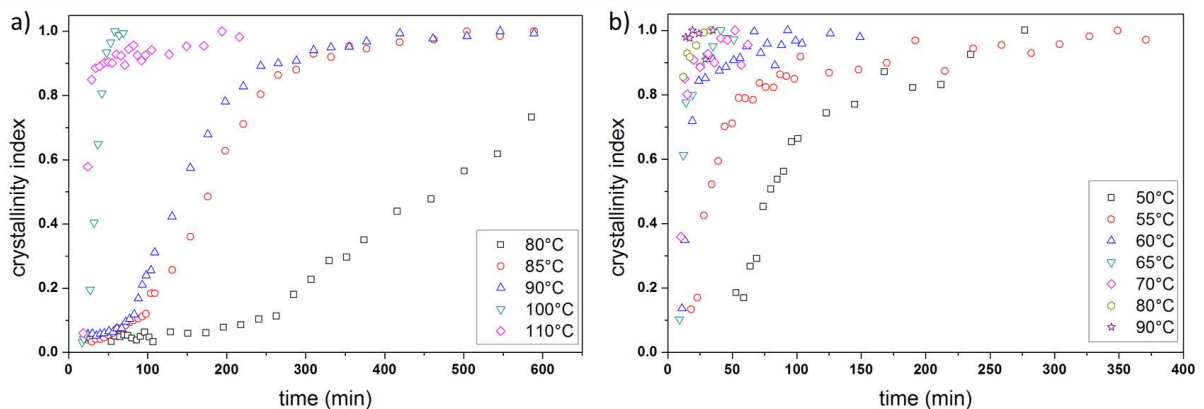 a)
crystallinity index
1.0
0.8
0.6
0.4
0.2
0.0
0 100 200 300 400 500 600
time (min)
80°C
85°C
90°C
100°C
110°C
b)
crystallinity index
1.0
0.8
0.6
0.4
0.2
0.0
0 50 100 150 200 250 300 350 400
time (min)
50°C
55°C
60°C
65°C
70°C
80°C
90°C